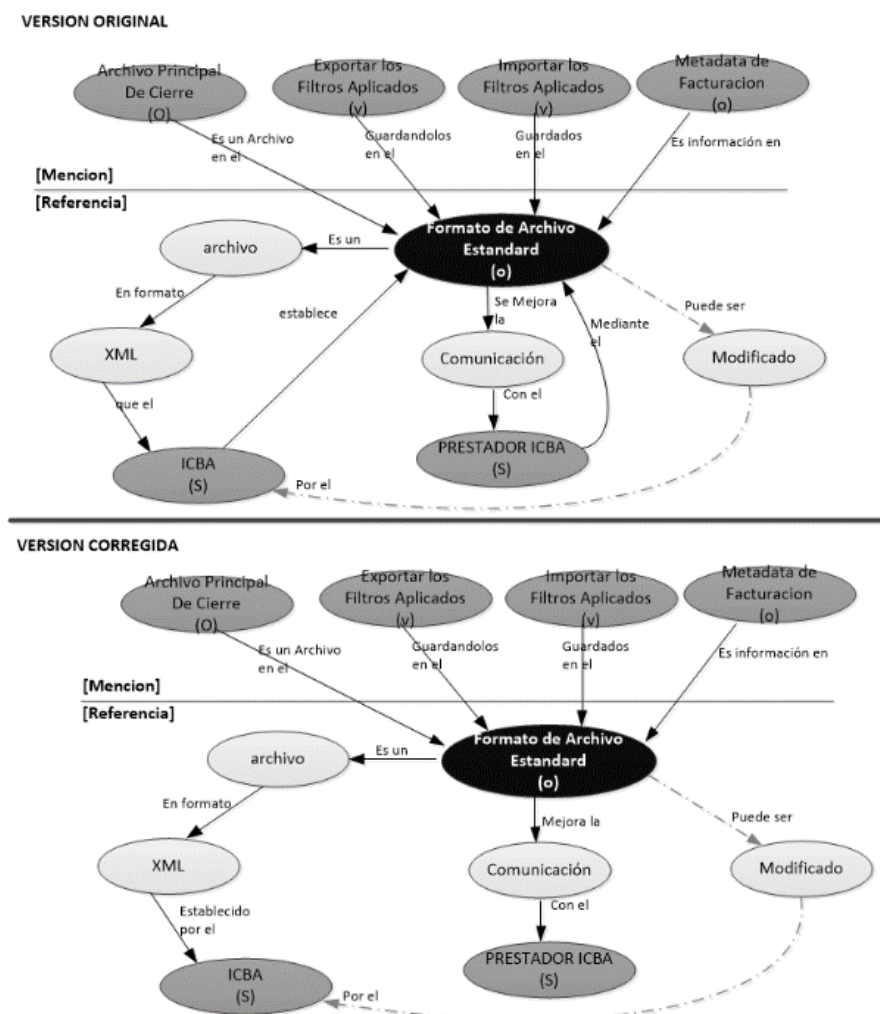 VERSION ORIGINAL
Archivo Principal
De Cierre
(O)
Exportar los
Filtros Aplicados
(v)
Importar los
Filtros Aplicados
(v)
Metadata de
Facturacion
(o)
Es un Archivo
en el
Guardandolos
en el
Guardados
en el
Es información en
[Mencion]
[Referencia]
Formato de Archivo
Estandard
(o)
archivo
Es un
En formato
establece
Se Mejora
la
Mediante
el
Puede ser
XML
Comunicación
Modificado
que el
Con el
ICBA
(S)
PRESTADOR ICBA
(S)
Por el
VERSION CORREGIDA
Archivo Principal
De Cierre
(O)
Exportar los
Filtros Aplicados
(v)
Importar los
Filtros Aplicados
(v)
Metadata de
Facturacion
(o)
Es un Archivo
en el
Guardandolos
en el
Guardados
en el
Es información en
[Mencion]
[Referencia]
Formato de Archivo
Estandard
(o)
archivo
Es un
En formato
Mejora la
Puede ser
XML
Comunicación
Modificado
Establecido
por el
Con el
ICBA
(S)
PRESTADOR ICBA
(S)
Por el